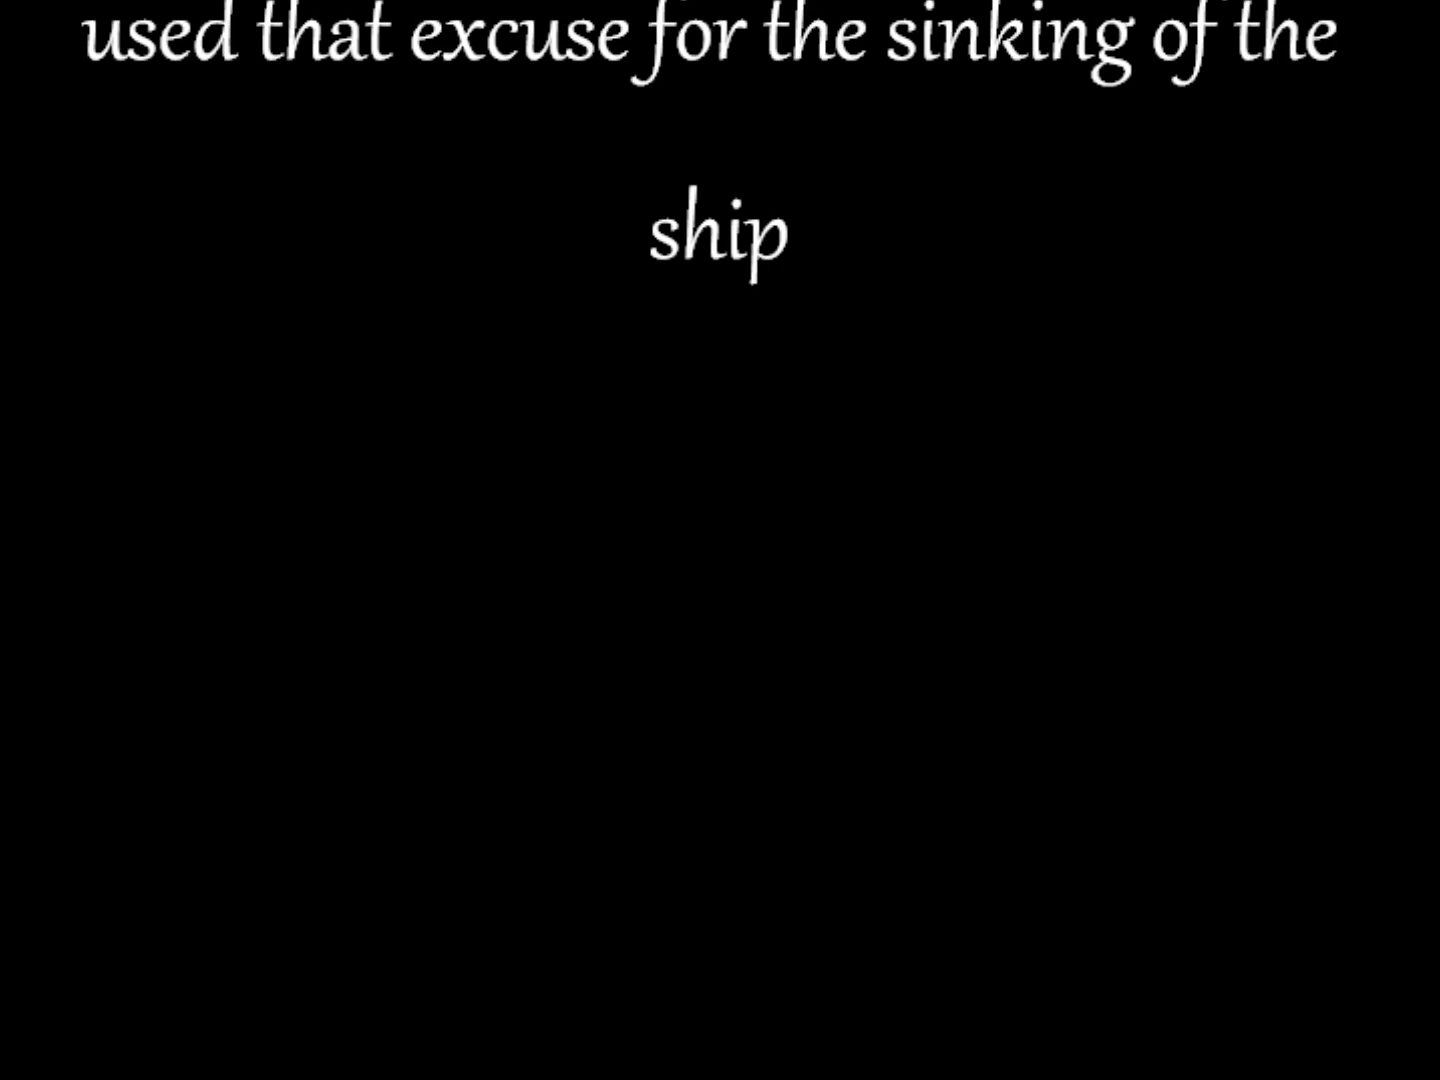 used that excuse for the sinking of the
ship